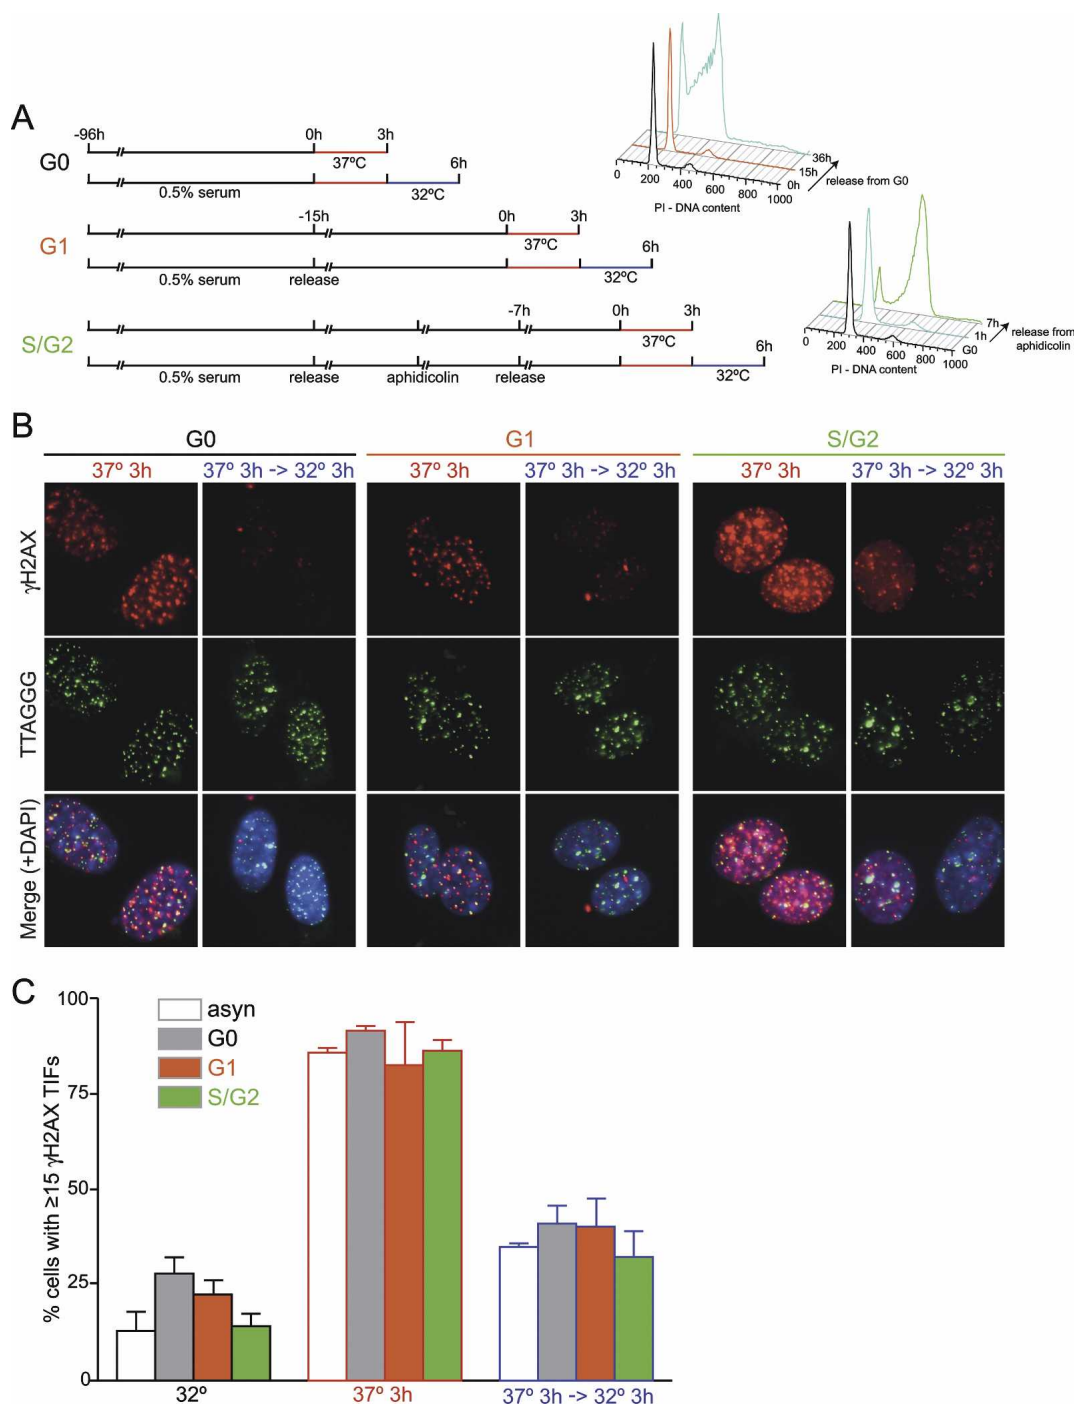 A
-96h 0h 3h
G0 37ºC 6h
0.5% serum 32ºC
-15h 0h 3h
G1 37ºC 6h
0.5% serum release 32ºC
-7h 0h 3h
S/G2 37ºC 6h
0.5% serum release aphidicolin release 32ºC
36h
15h
0h
release from G0
0 200 400 600 800 1000
PI - DNA content
7h
1h
G0
release from
aphidicolin
0 200 400 600 800 1000
PI - DNA content
B
G0 G1 S/G2
37º 3h 37º 3h -> 32º 3h 37º 3h 37º 3h -> 32º 3h 37º 3h 37º 3h -> 32º 3h
γH2AX
TTAGGG
Merge (+DAPI)
C
% cells with ≥15 γH2AX TIFs
100
75
50
25
0
asyn
G0
G1
S/G2
32º 37º 3h 37º 3h -> 32º 3h